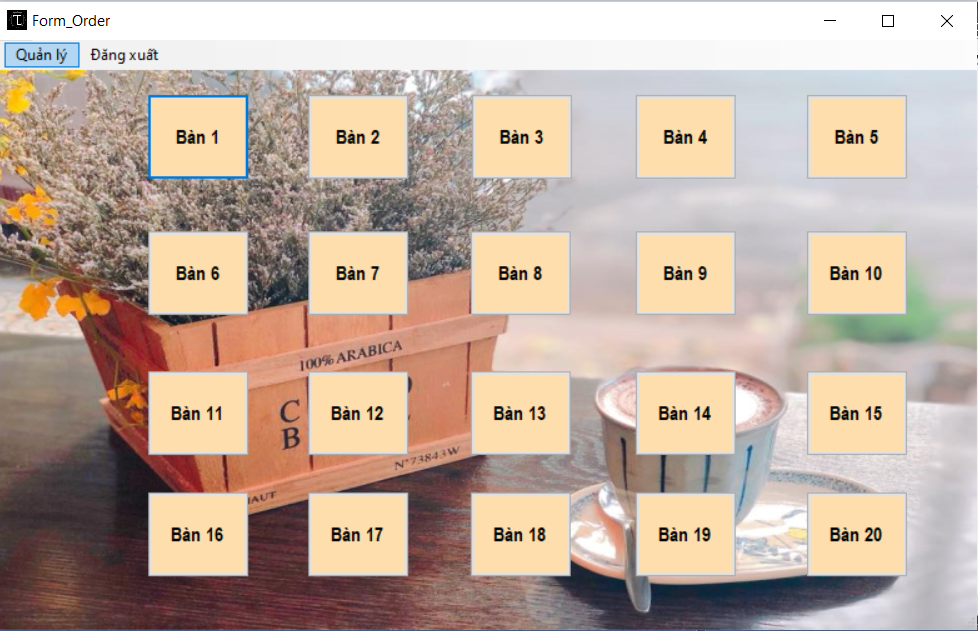 Form_Order
Quản lý Đăng xuất
Bàn 1 Bàn 2 Bàn 3 Bàn 4 Bàn 5
Bàn 6 Bàn 7 Bàn 8 Bàn 9 Bàn 10
100% ARABICA
Bàn 11 Bàn 12 Bàn 13 Bàn 14 Bàn 15
C
B
N°73843W
Bàn 16 Bàn 17 Bàn 18 Bàn 19 Bàn 20